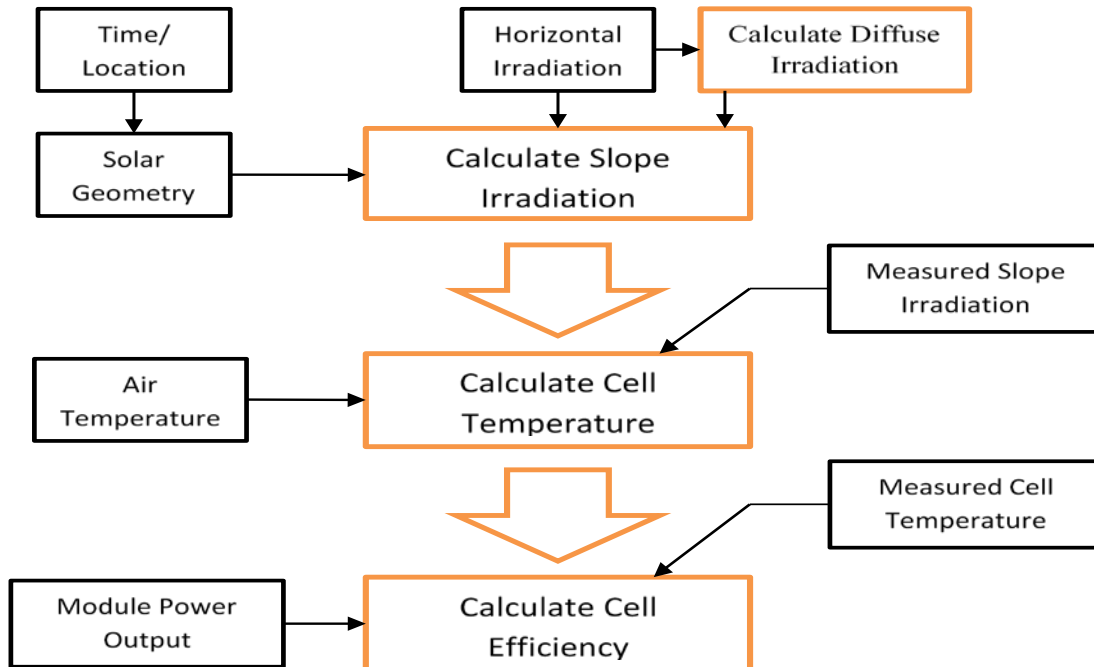 Time/
Location
Horizontal
Irradiation
Calculate Diffuse
Irradiation
Solar
Geometry
Calculate Slope
Irradiation
Measured Slope
Irradiation
Air
Temperature
Calculate Cell
Temperature
Measured Cell
Temperature
Module Power
Output
Calculate Cell
Efficiency